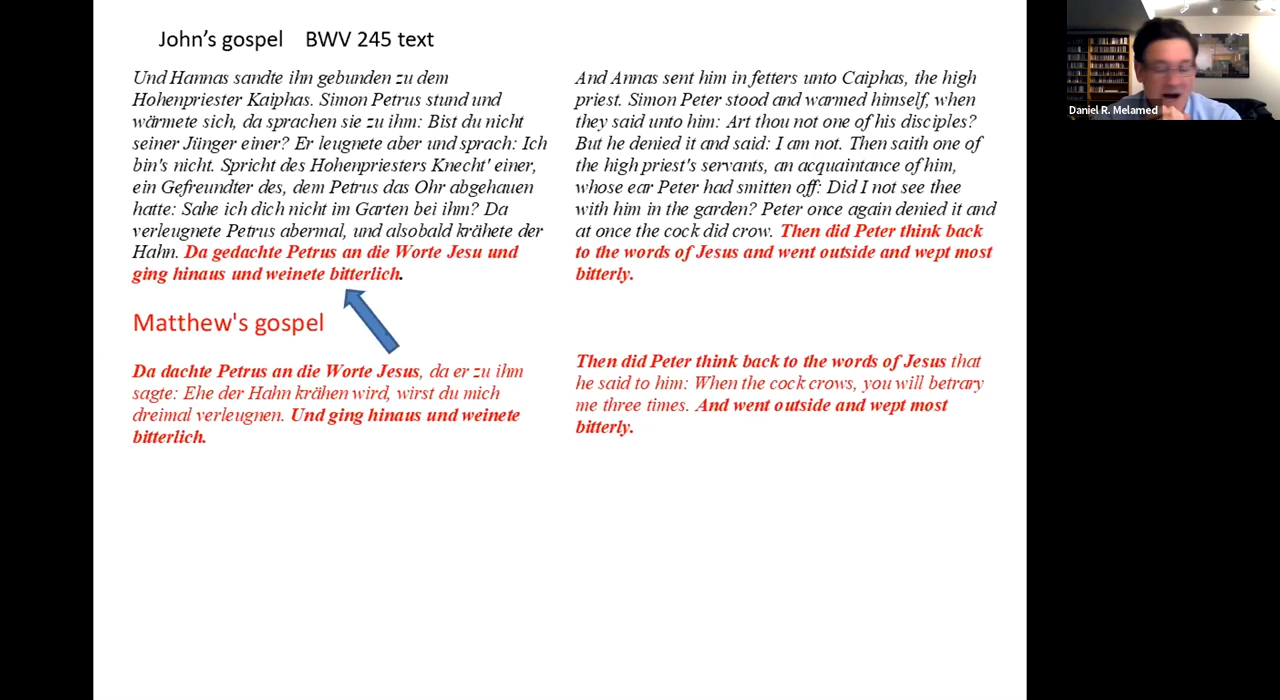 John's gospel BWV 245 text
Und Hannas sandte ihn gebunden zu dem
Hohenpriester Kaiphas. Simon Petrus stund und
wärmete sich, da sprachen sie zu ihm: Bist du nicht
seiner Jünger einer? Er leugnete aber und sprach: Ich
bin's nicht. Spricht des Hohenpriesters Knecht' einer,
ein Gefreundter des, dem Petrus das Ohr abgehauen
hatte: Sahe ich dich nicht im Garten bei ihm? Da
verleugnete Petrus abermal, und alsobald krähete der
Hahn. Da gedachte Petrus an die Worte Jesu und
ging hinaus und weinete bitterlich.
Matthew's gospel
Da dachte Petrus an die Worte Jesus, da er zu ihm
sagte: Ehe der Hahn krähen wird, wirst du mich
dreimal verleugnen. Und ging hinaus und weinete
bitterlich.
And Annas sent him in fetters unto Caiphas, the high
priest. Simon Peter stood and warmed himself, when
they said unto him: Art thou not one of his disciples?
But he denied it and said: I am not. Then saith one of
the high priest's servants, an acquaintance of him,
whose ear Peter had smitten off: Did I not see thee
with him in the garden? Peter once again denied it and
at once the cock did crow. Then did Peter think back
to the words of Jesus and went outside and wept most
bitterly.
Then did Peter think back to the words of Jesus that
he said to him: When the cock crows, you will betrary
me three times. And went outside and wept most
bitterly.
Daniel R. Melamed